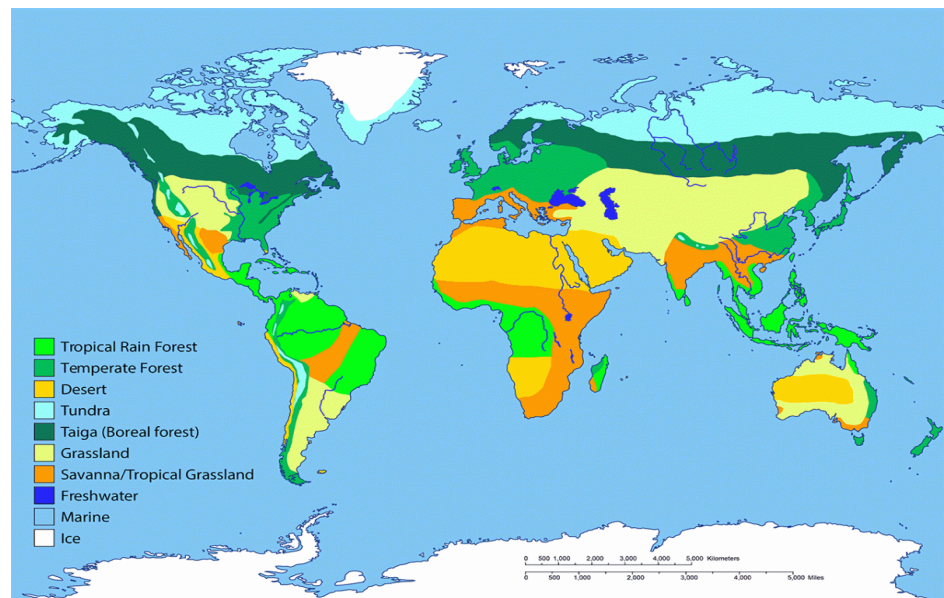 Tropical Rain Forest
Temperate Forest
Desert
Tundra
Taiga (Boreal forest)
Grassland
Savanna/Tropical Grassland
Freshwater
Marine
Ice
0 500 1,000 2,000 3,000 4,000 5,000 Kilometers
0 500 1,000 2,000 3,000 4,000 5,000 Miles